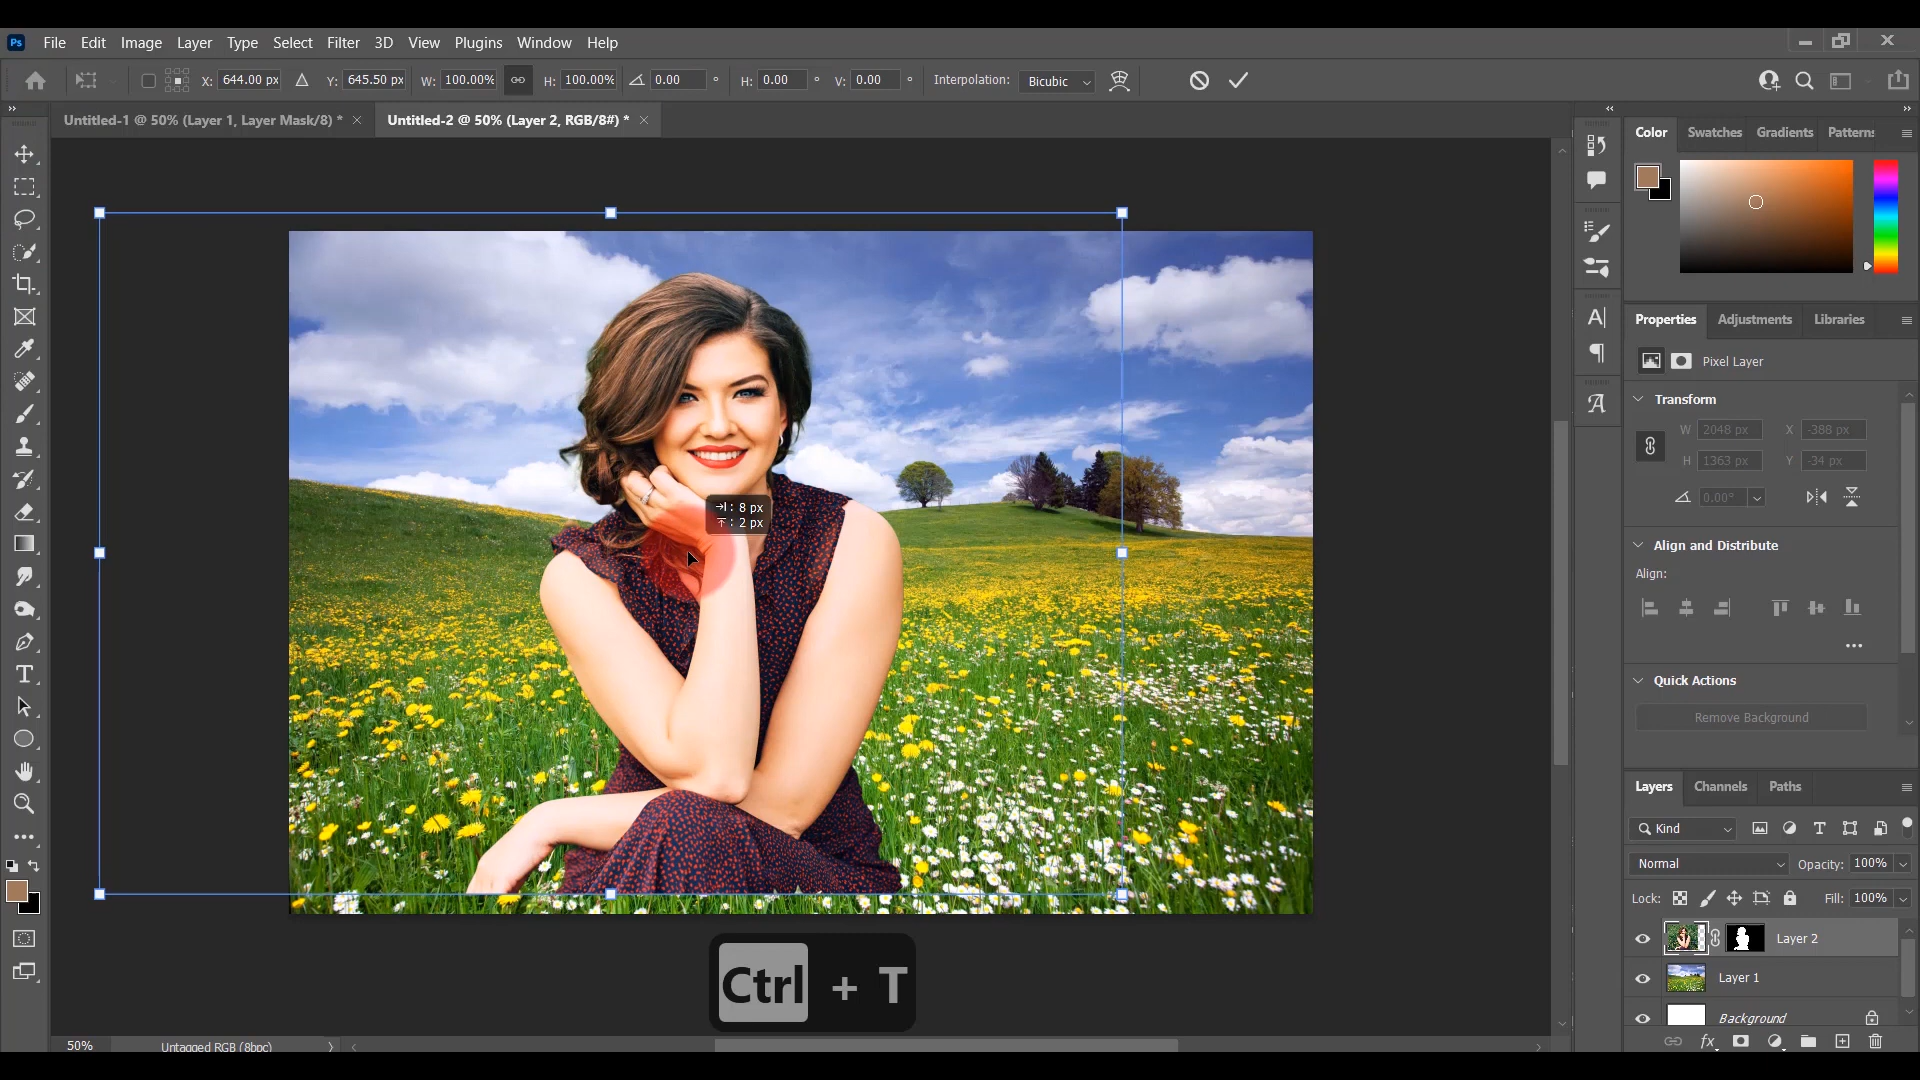 Ps File Edit Image Layer Type Select Filter 3D View Plugins Window Help
X: 644.00 px Y: 645.50 px W: 100.00% H: 100.00% 0.00 ° H: 0.00 ° V: 0.00 ° Interpolation: Bicubic
Untitled-1 @ 50% (Layer 1, Layer Mask/8) * × Untitled-2 @ 50% (Layer 2, RGB/8#) * ×
Color Swatches Gradients Patterns
Properties Adjustments Libraries
Pixel Layer
Transform
W 2048 px X -388 px
H 1363 px Y -34 px
0.00°
: 8 px
: 2 px
Align and Distribute
Align:
Quick Actions
Remove Background
Layers Channels Paths
Kind
Normal Opacity: 100%
Lock: Fill: 100%
Layer 2
Layer 1
Background
Ctrl + T
50% Untagged RGB (8bpc)